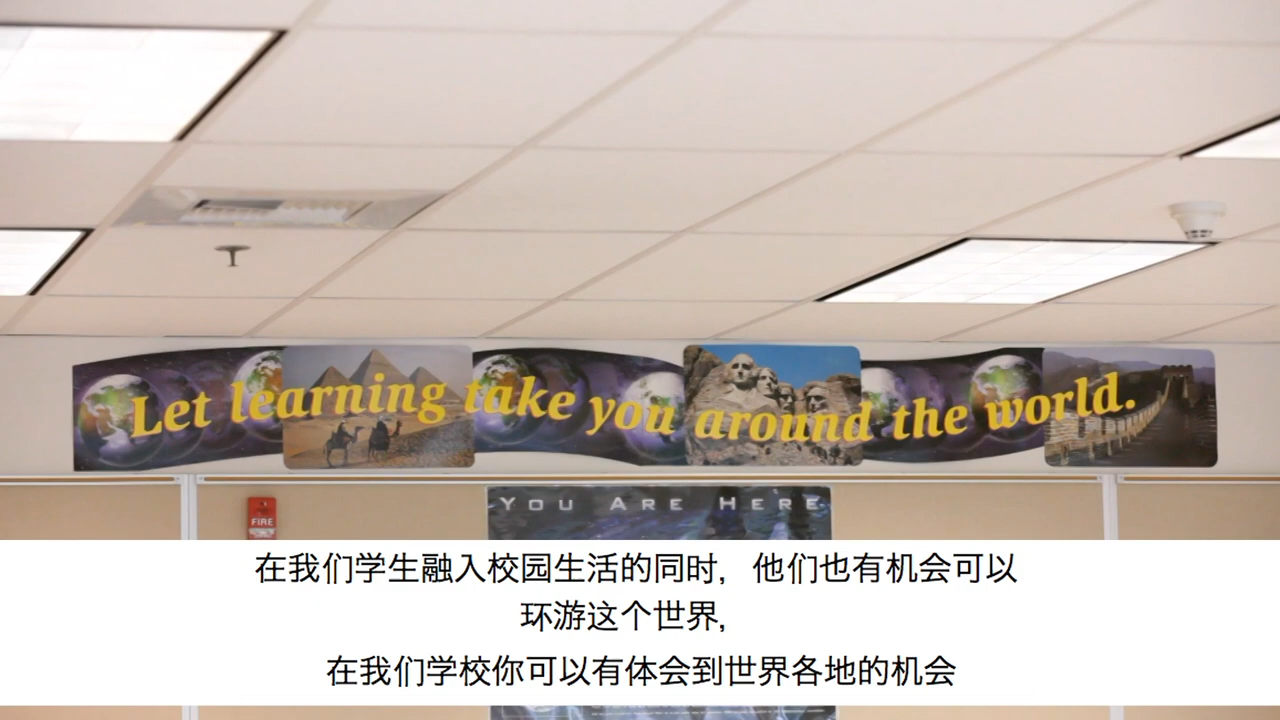 Let learning take you around the world.
YOU ARE HERE
FIRE
在我们学生融入校园生活的同时，他们也有机会可以
环游这个世界，
在我们学校你可以有体会到世界各地的机会